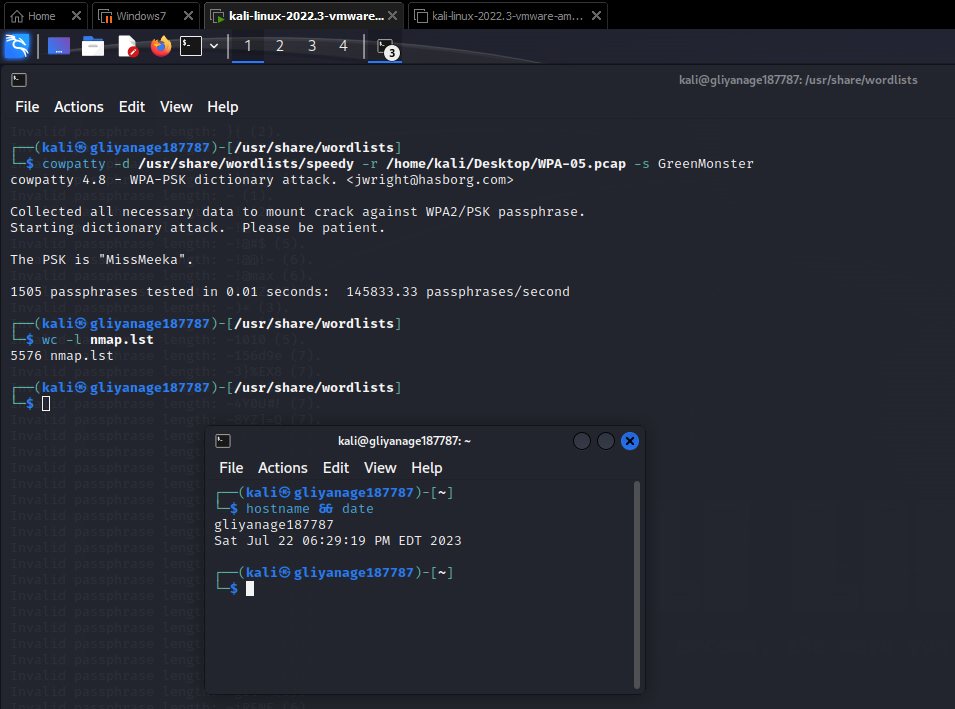 Home
Windows7
kali-linux-2022.3-vmware...
kali-linux-2022.3-vmware-am...
1 2 3 4
3
kali@gliyanage187787: /usr/share/wordlists
File Actions Edit View Help
┌──(kali㉿gliyanage187787)-[/usr/share/wordlists]
└─$ cowpatty -d /usr/share/wordlists/speedy -r /home/kali/Desktop/WPA-05.pcap -s GreenMonster
cowpatty 4.8 - WPA-PSK dictionary attack. <jwright@hasborg.com>
Collected all necessary data to mount crack against WPA2/PSK passphrase.
Starting dictionary attack.  Please be patient.
The PSK is "MissMeeka".
1505 passphrases tested in 0.01 seconds:  145833.33 passphrases/second
┌──(kali㉿gliyanage187787)-[/usr/share/wordlists]
└─$ wc -l nmap.lst
5576 nmap.lst
┌──(kali㉿gliyanage187787)-[/usr/share/wordlists]
└─$
kali@gliyanage187787: ~
File Actions Edit View Help
┌──(kali㉿gliyanage187787)-[~]
└─$ hostname && date
gliyanage187787
Sat Jul 22 06:29:19 PM EDT 2023
┌──(kali㉿gliyanage187787)-[~]
└─$